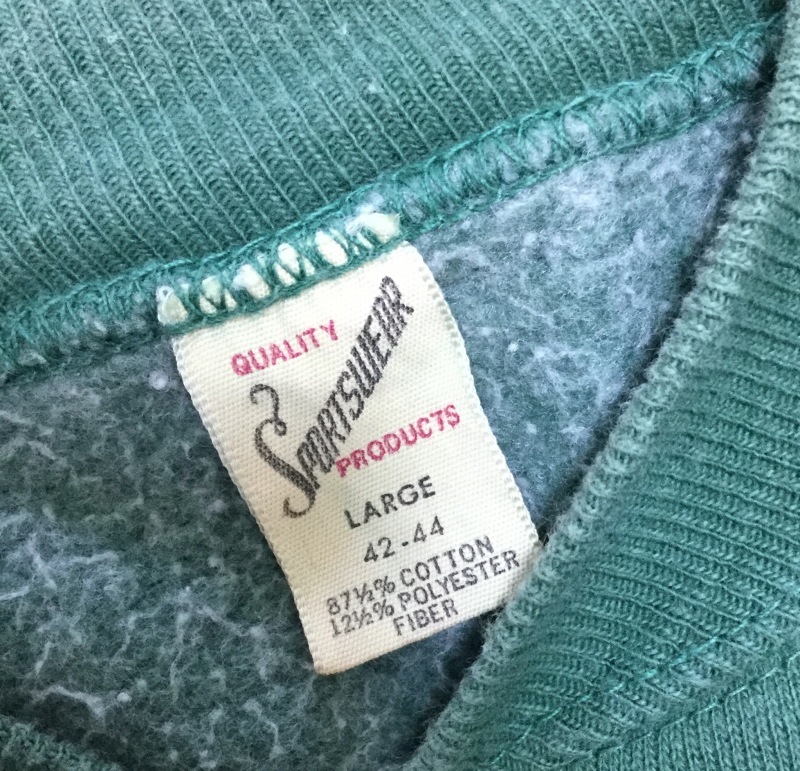 QUALITY
SPORTSWEAR
PRODUCTS
LARGE
42-44
87½% COTTON
12½% POLYESTER
FIBER